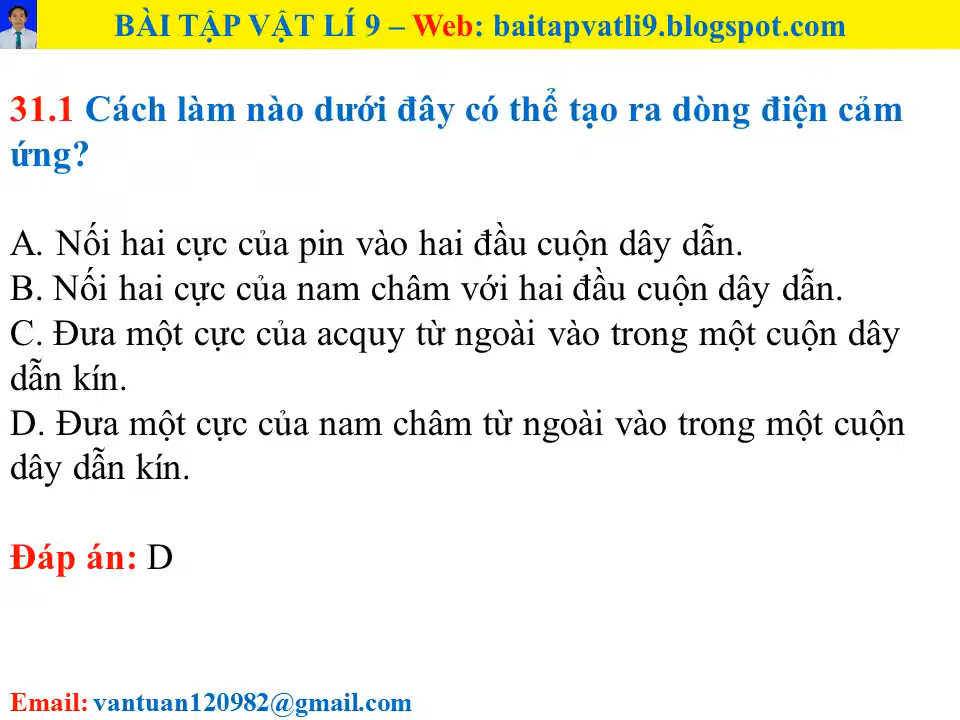 BÀI TẬP VẬT LÍ 9 – Web: baitapvatli9.blogspot.com
31.1 Cách làm nào dưới đây có thể tạo ra dòng điện cảm
ứng?
A. Nối hai cực của pin vào hai đầu cuộn dây dẫn.
B. Nối hai cực của nam châm với hai đầu cuộn dây dẫn.
C. Đưa một cực của acquy từ ngoài vào trong một cuộn dây
dẫn kín.
D. Đưa một cực của nam châm từ ngoài vào trong một cuộn
dây dẫn kín.
Đáp án: D
Email: vantuan120982@gmail.com